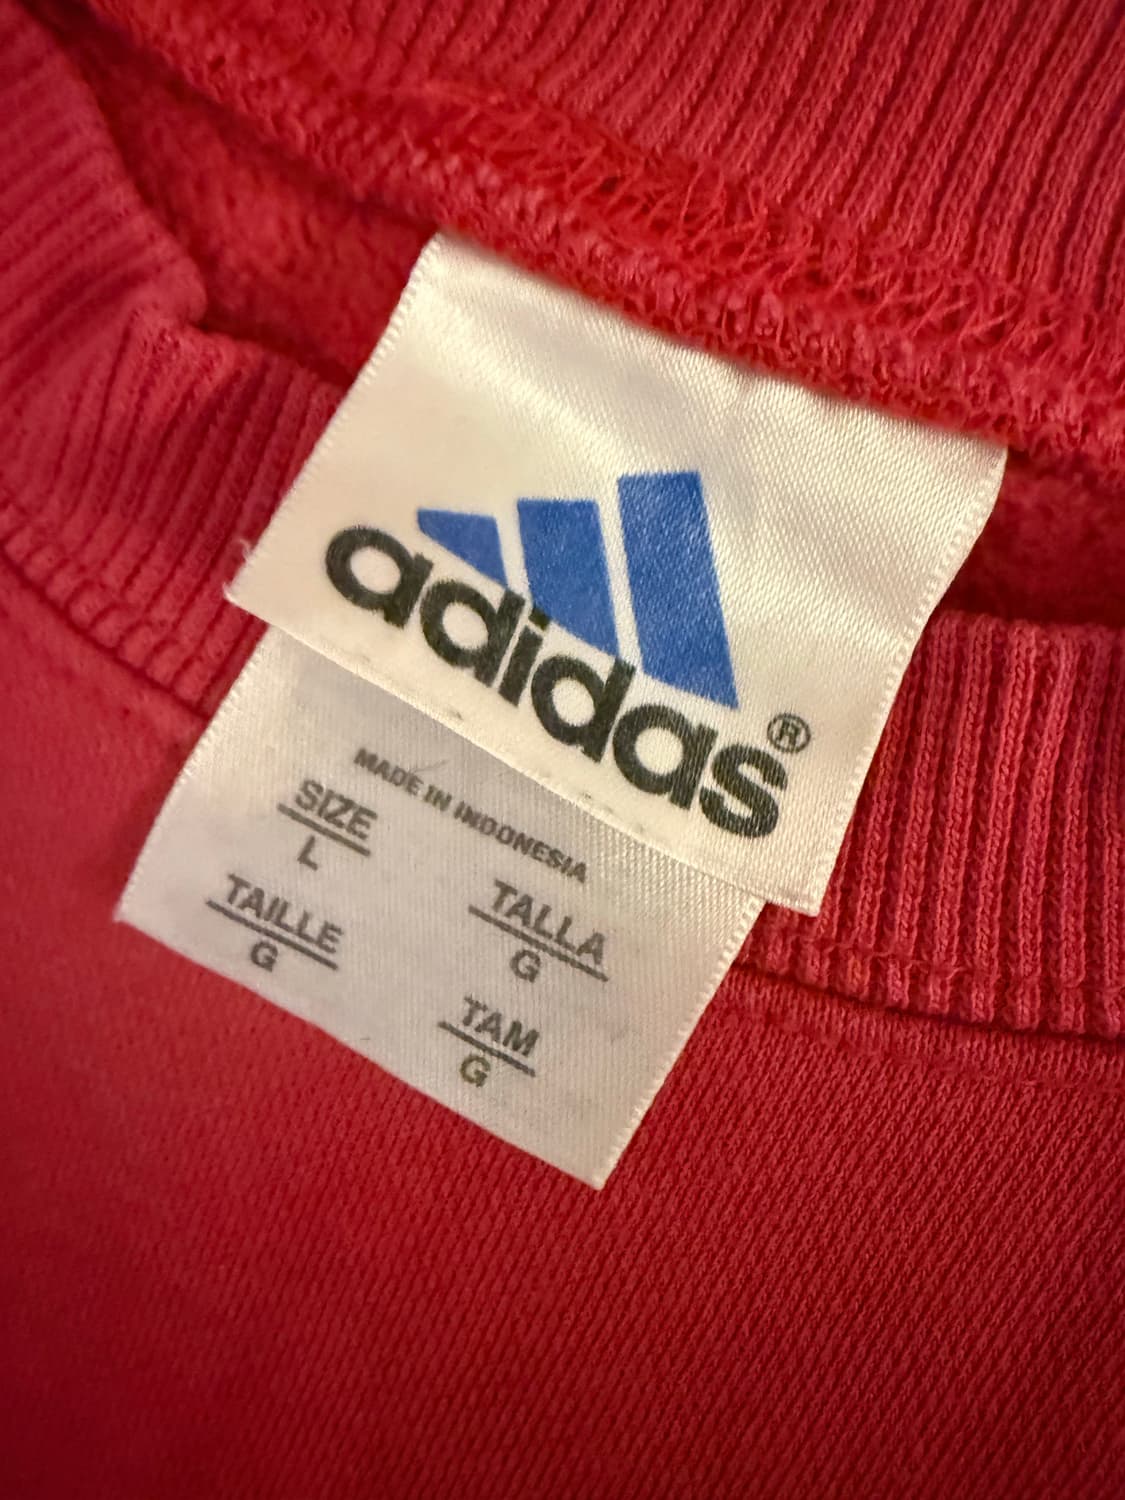 adidas®
MADE IN INDONESIA
SIZE
L
TAILLE
G
TALLA
G
TAM
G